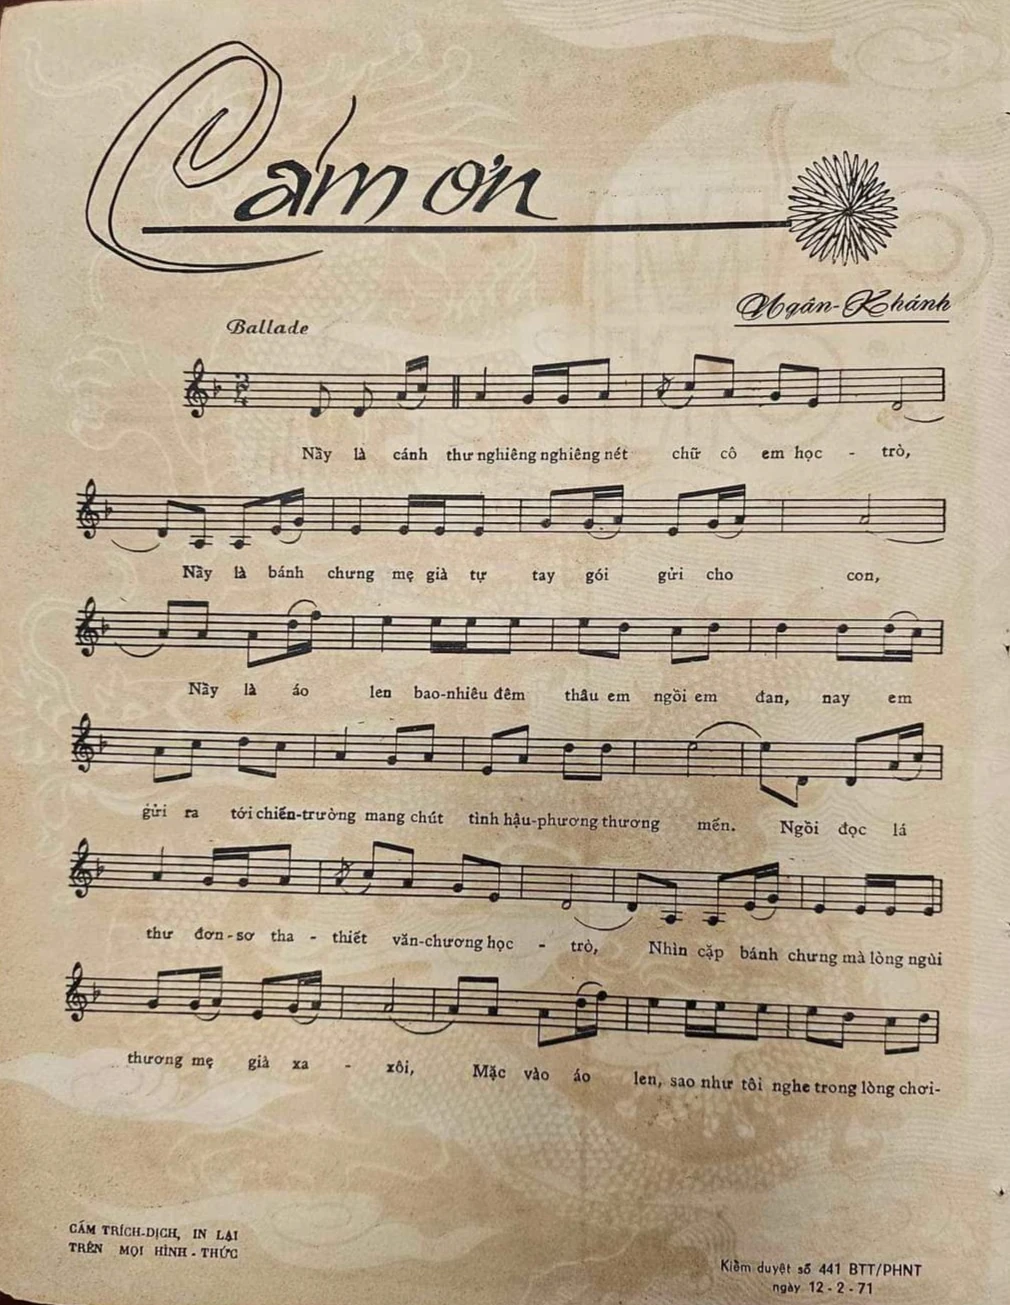 Cám ơn
Ngân-Khánh
Ballade
2
4
Nầy là cánh thư nghiêng nghiêng nét chữ cô em học - trò,
Nầy là bánh chưng mẹ già tự tay gói gửi cho con,
Nầy là áo len bao-nhiêu đêm thâu em ngồi em đan, nay em
gửi ra tới chiến-trường mang chút tình hậu-phương thương mến. Ngồi đọc lá
thư đơn-sơ tha - thiết văn-chương học - trò, Nhìn cặp bánh chưng mà lòng ngùi
thương mẹ già xa - xôi, Mặc vào áo len, sao như tôi nghe trong lòng chơi-
CẤM TRÍCH-DỊCH, IN LẠI
TRÊN MỌI HÌNH-THỨC
Kiểm duyệt số 441 BTT/PHNT
ngày 12-2-71